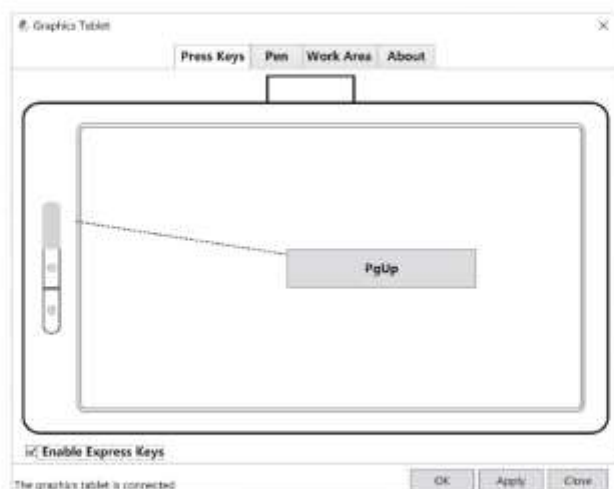 Graphics Tablet
Press Keys Pen Work Area About
PgUp
Enable Express Keys
The graphics tablet is connected OK Apply Close